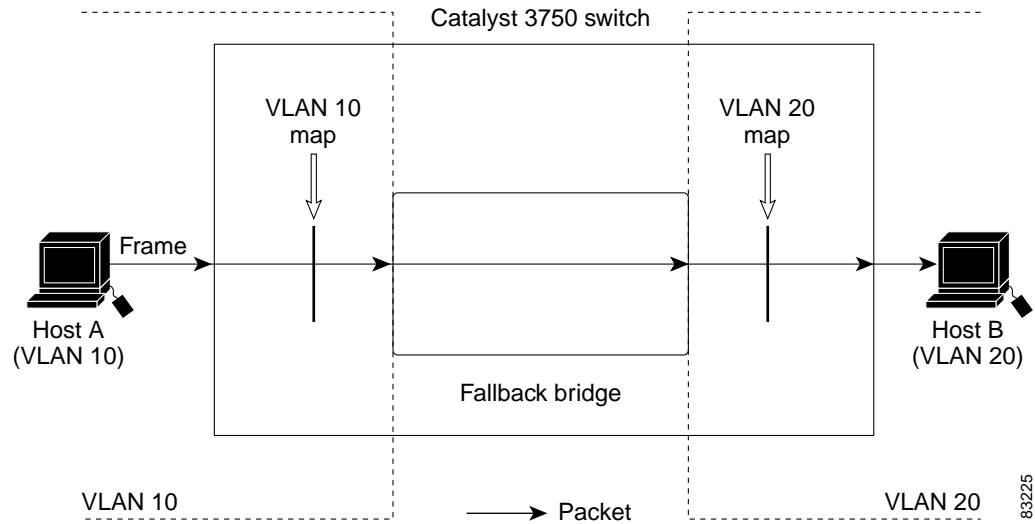 Catalyst 3750 switch
VLAN 10
map
VLAN 20
map
Frame
Host A
(VLAN 10)
Host B
(VLAN 20)
Fallback bridge
VLAN 10
Packet
VLAN 20
83225